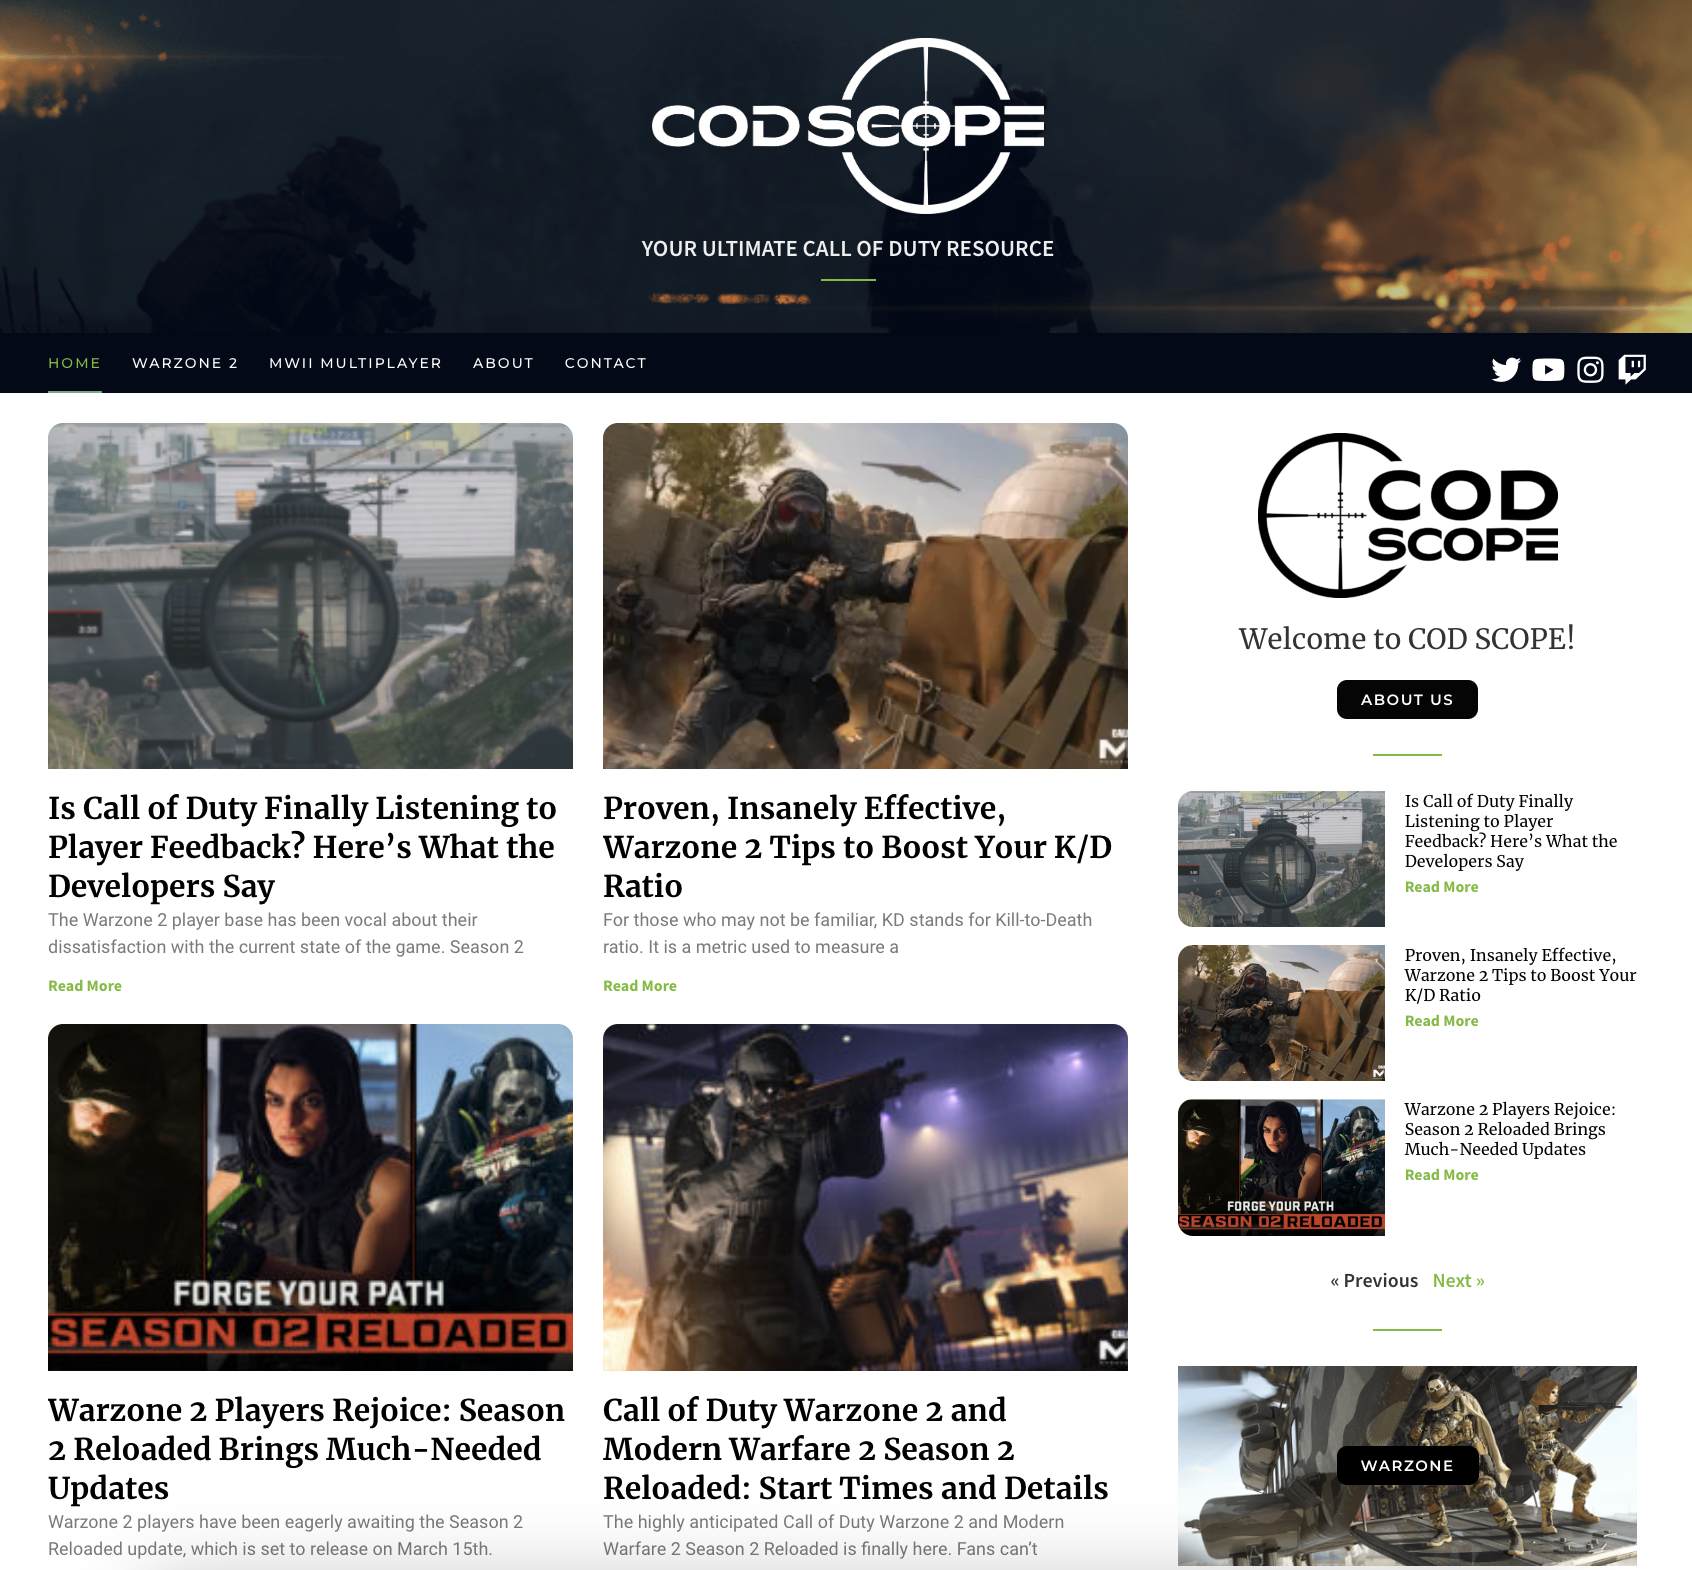 COD SCOPE
YOUR ULTIMATE CALL OF DUTY RESOURCE
HOME
WARZONE 2
MWII MULTIPLAYER
ABOUT
CONTACT
Is Call of Duty Finally Listening to
Player Feedback? Here’s What the
Developers Say
The Warzone 2 player base has been vocal about their
dissatisfaction with the current state of the game. Season 2
Read More
Proven, Insanely Effective,
Warzone 2 Tips to Boost Your K/D
Ratio
For those who may not be familiar, KD stands for Kill-to-Death
ratio. It is a metric used to measure a
Read More
FORGE YOUR PATH
SEASON 02 RELOADED
Warzone 2 Players Rejoice: Season
2 Reloaded Brings Much-Needed
Updates
Warzone 2 players have been eagerly awaiting the Season 2
Reloaded update, which is set to release on March 15th.
Call of Duty Warzone 2 and
Modern Warfare 2 Season 2
Reloaded: Start Times and Details
The highly anticipated Call of Duty Warzone 2 and Modern
Warfare 2 Season 2 Reloaded is finally here. Fans can’t
COD
SCOPE
Welcome to COD SCOPE!
ABOUT US
Is Call of Duty Finally
Listening to Player
Feedback? Here’s What the
Developers Say
Read More
Proven, Insanely Effective,
Warzone 2 Tips to Boost Your
K/D Ratio
Read More
FORGE YOUR PATH
SEASON 02 RELOADED
Warzone 2 Players Rejoice:
Season 2 Reloaded Brings
Much-Needed Updates
Read More
« Previous Next »
WARZONE